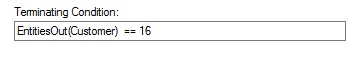 Terminating Condition:
EntitiesOut(Customer) == 16